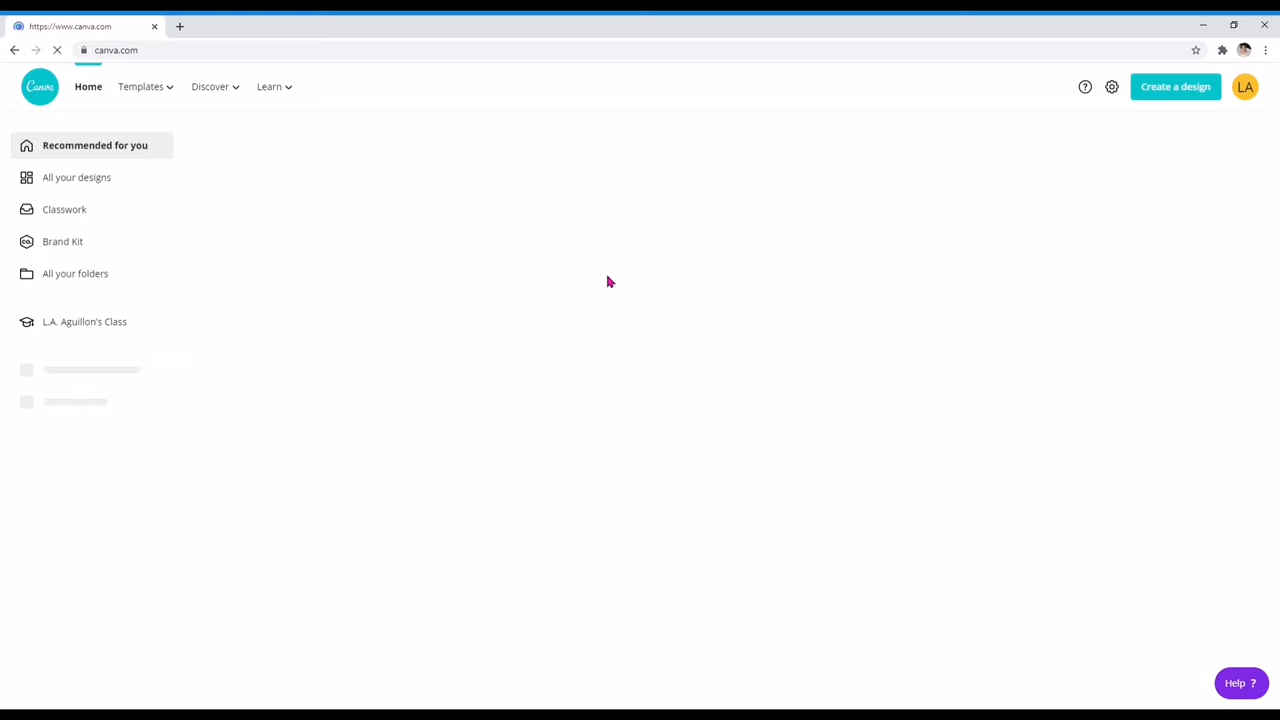 https://www.canva.com
canva.com
Canva
Home
Templates
Discover
Learn
Create a design
LA
Recommended for you
All your designs
Classwork
CO.
Brand Kit
All your folders
L.A. Aguillon's Class
Help ?